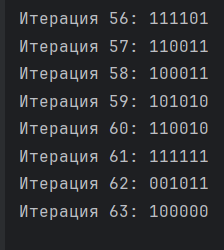 Итерация 56: 111101
Итерация 57: 110011
Итерация 58: 100011
Итерация 59: 101010
Итерация 60: 110010
Итерация 61: 111111
Итерация 62: 001011
Итерация 63: 100000